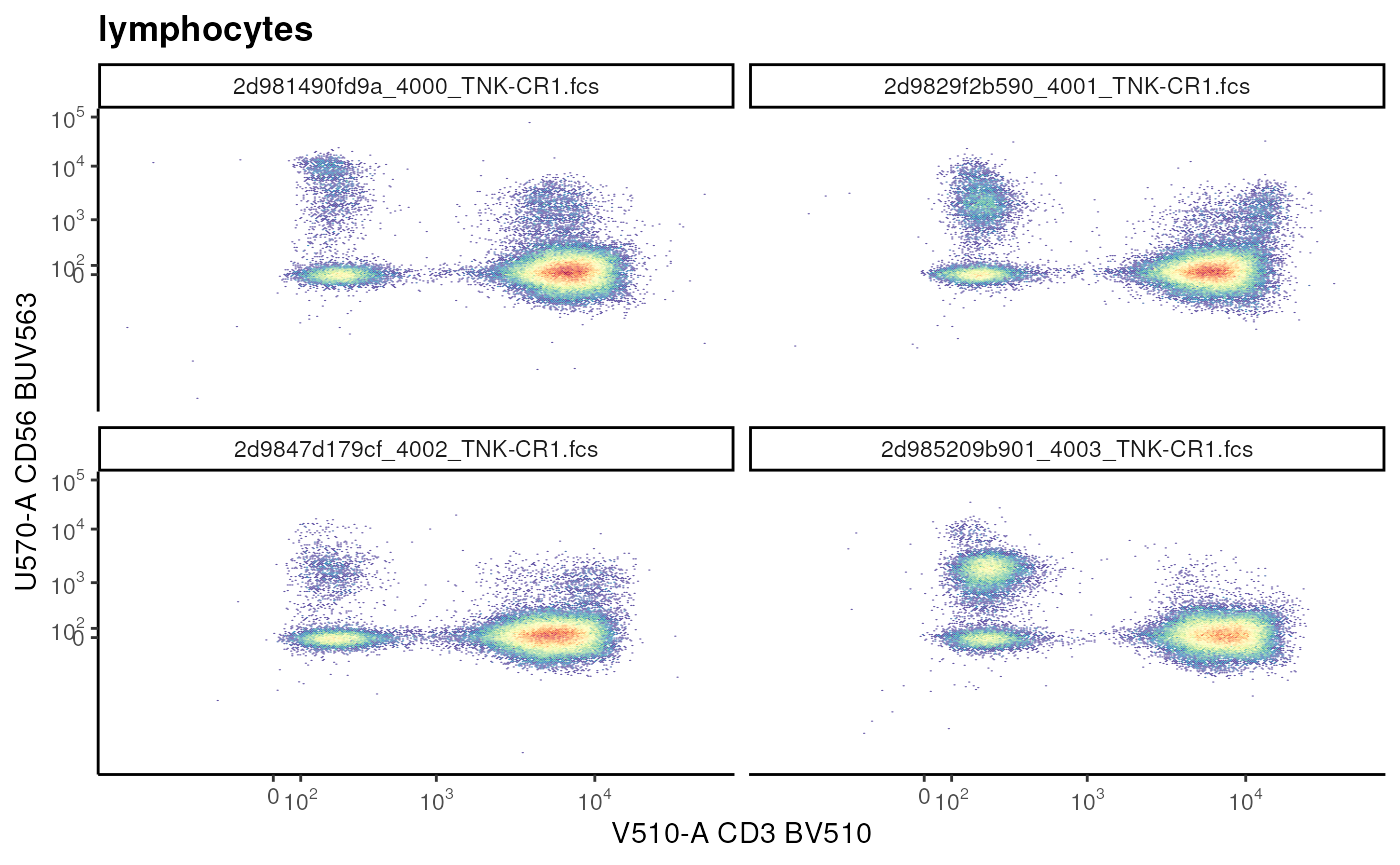 lymphocytes
2d981490fd9a_4000_TNK-CR1.fcs
2d9829f2b590_4001_TNK-CR1.fcs
10^5
10^4
10^3
10^2
0
2d9847d179cf_4002_TNK-CR1.fcs
2d985209b901_4003_TNK-CR1.fcs
10^5
10^4
10^3
10^2
0
0 10^2 10^3 10^4
0 10^2 10^3 10^4
V510-A CD3 BV510
U570-A CD56 BUV563